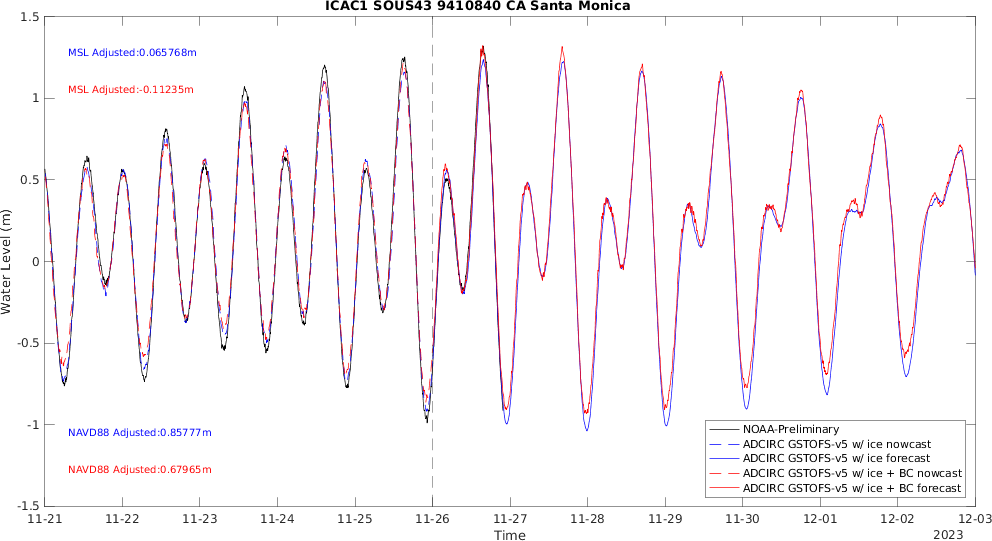 ICAC1 SOUS43 9410840 CA Santa Monica
1.5
1
0.5
0
-0.5
-1
-1.5
Water Level (m)
MSL Adjusted:0.065768m
MSL Adjusted:-0.11235m
NAVD88 Adjusted:0.85777m
NAVD88 Adjusted:0.67965m
NOAA-Preliminary
ADCIRC GSTOFS-v5 w/ ice nowcast
ADCIRC GSTOFS-v5 w/ ice forecast
ADCIRC GSTOFS-v5 w/ ice + BC nowcast
ADCIRC GSTOFS-v5 w/ ice + BC forecast
11-21 11-22 11-23 11-24 11-25 11-26 11-27 11-28 11-29 11-30 12-01 12-02 12-03
Time
2023